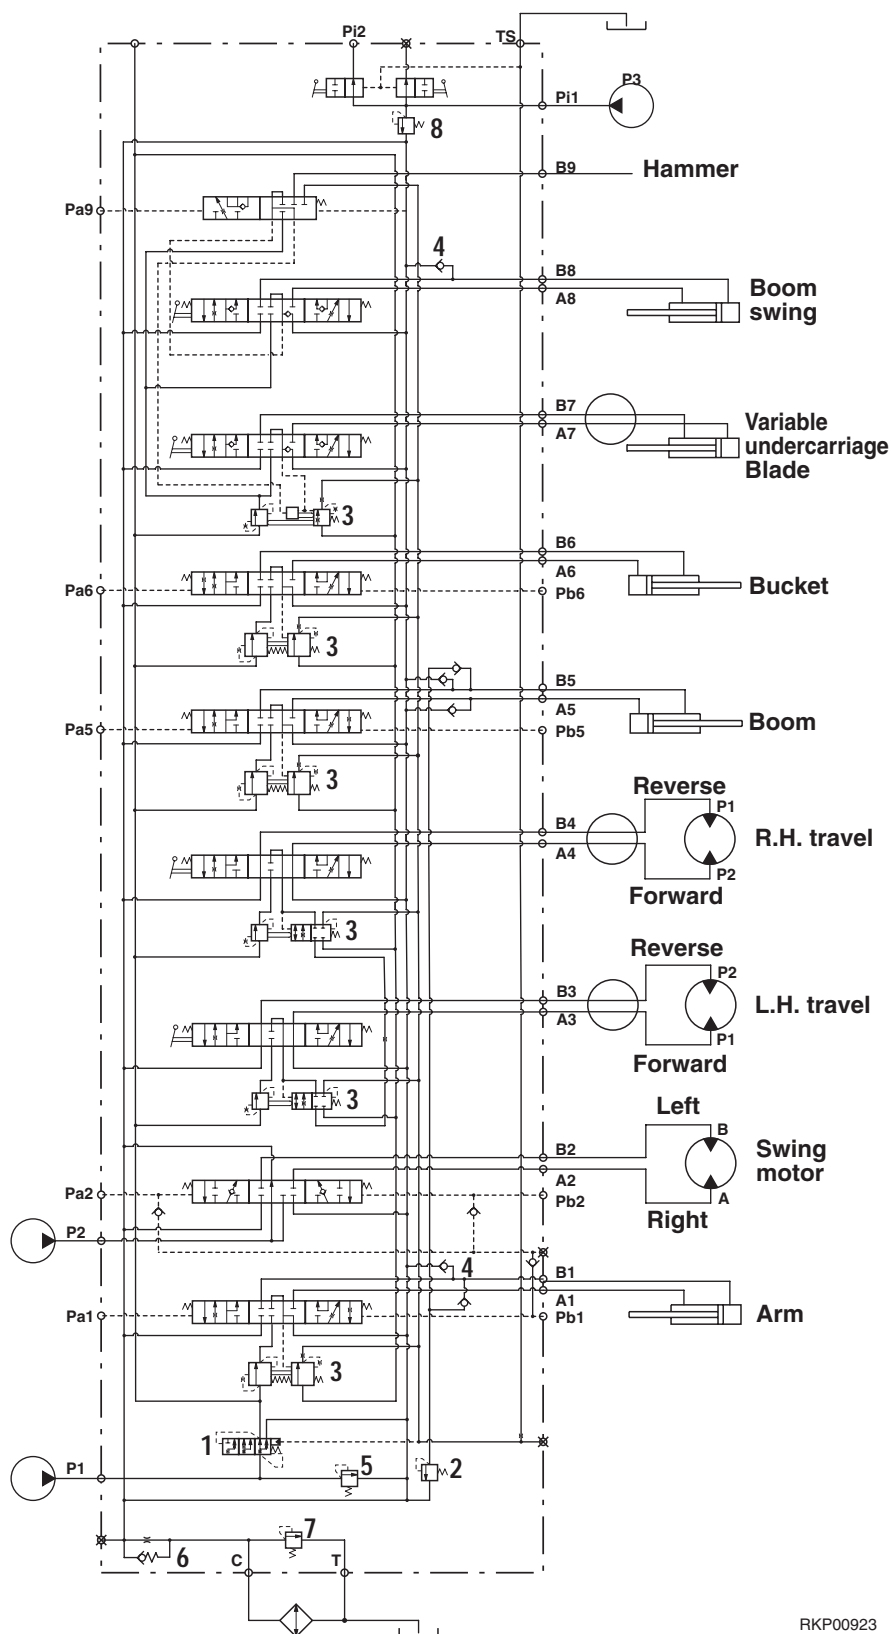 Pi2
TS
P3
Pi1
8
B9
Hammer
Pa9
4
B8
A8
Boom
swing
B7
A7
Variable
undercarriage
Blade
3
B6
A6
Pa6
Pb6
Bucket
3
B5
A5
Pa5
Pb5
Boom
3
Reverse
P1
B4
A4
R.H. travel
P2
Forward
3
Reverse
P2
B3
A3
L.H. travel
P1
Forward
3
Left
B
B2
A2
Swing
motor
Pa2
Pb2
A
Right
P2
4
B1
A1
Pa1
Pb1
Arm
3
1
P1
5
2
7
6
C
T
RKP00923